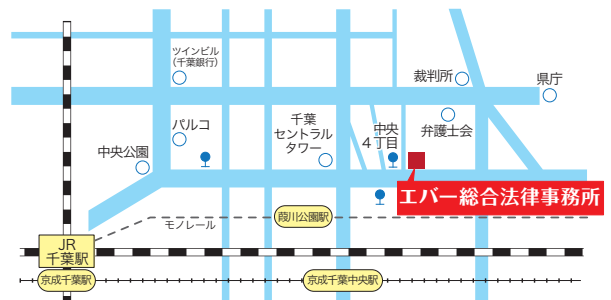 ツインビル
(千葉銀行)
裁判所
県庁
パルコ
千葉
セントラル
タワー
中央
4丁目
弁護士会
中央公園
エバー総合法律事務所
葭川公園駅
モノレール
JR
千葉駅
京成千葉駅
京成千葉中央駅